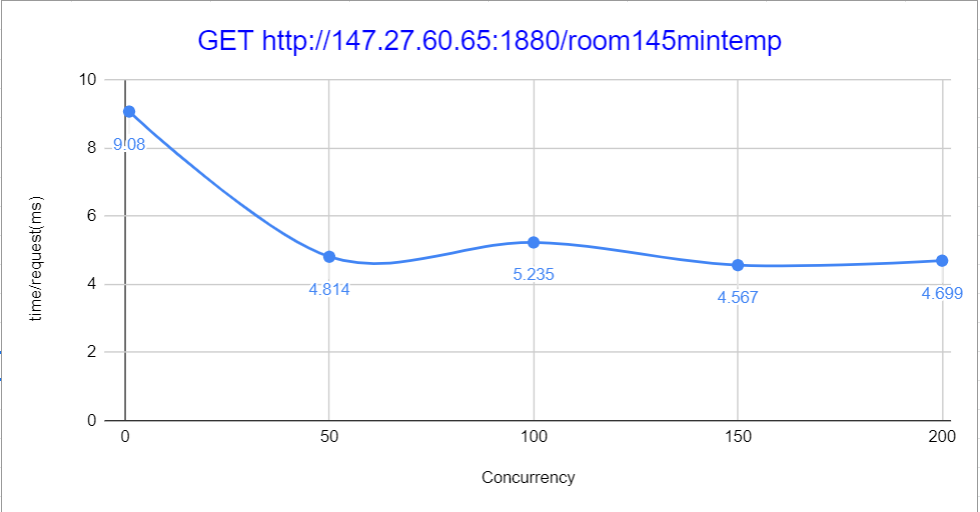 GET http://147.27.60.65:1880/room145mintemp
time/request(ms)
10
8
6
4
2
0
9.08
4.814
5.235
4.567
4.699
0 50 100 150 200
Concurrency